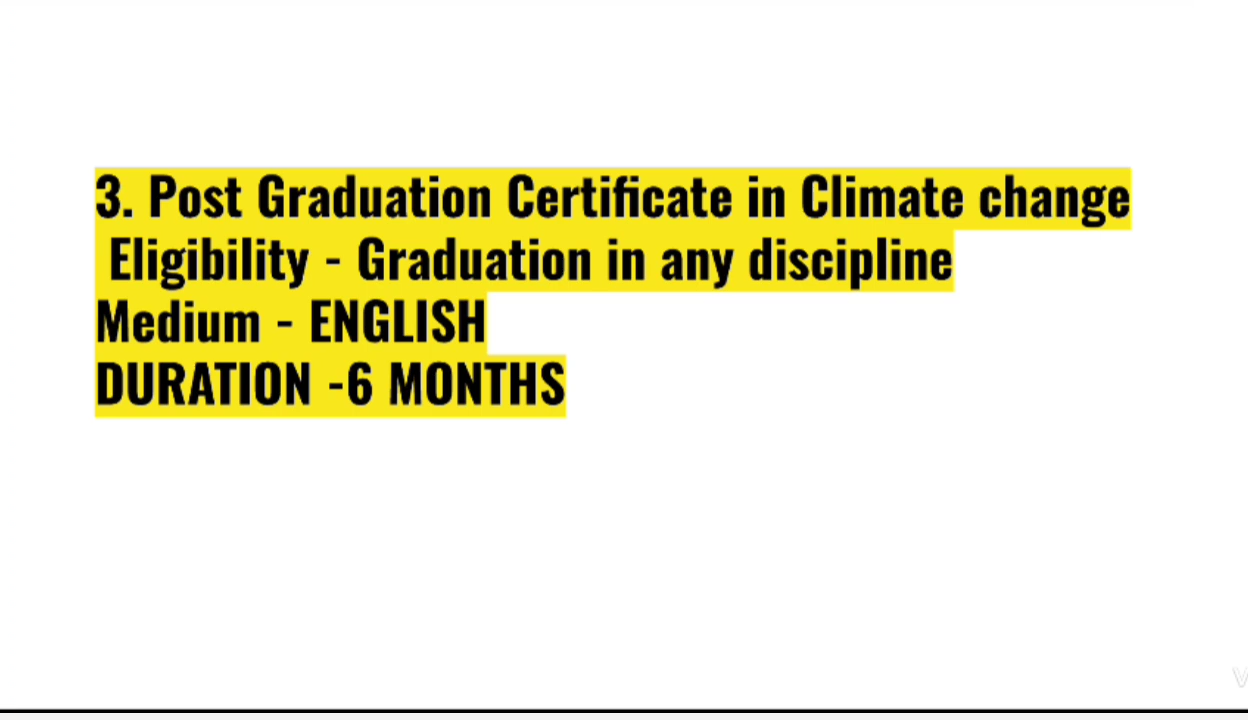 3. Post Graduation Certificate in Climate change
Eligibility - Graduation in any discipline
Medium - ENGLISH
DURATION -6 MONTHS